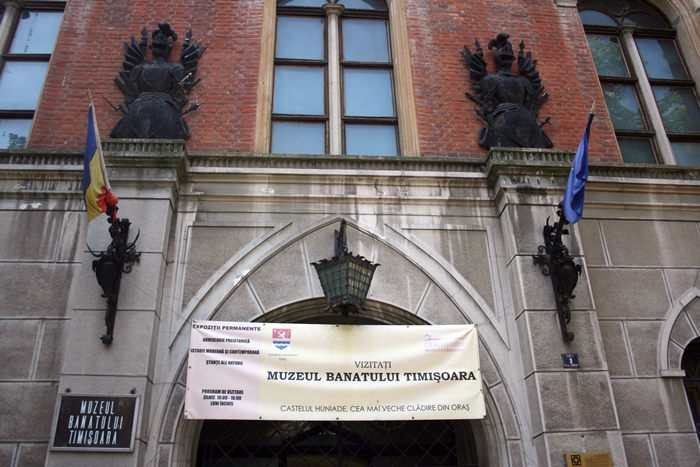 EXPOZIȚII PERMANENTE
ARHEOLOGIE PREISTORICĂ
ISTORIE MODERNĂ ȘI CONTEMPORANĂ
ȘTIINȚE ALE NATURII
PROGRAM DE VIZITARE
ZILNIC 10:00 - 16:00
LUNI ÎNCHIS
VIZITAȚI
MUZEUL BANATULUI TIMIȘOARA
CASTELUL HUNIADE, CEA MAI VECHE CLĂDIRE DIN ORAȘ
MUZEUL
BANATULUI
TIMIȘOARA
1